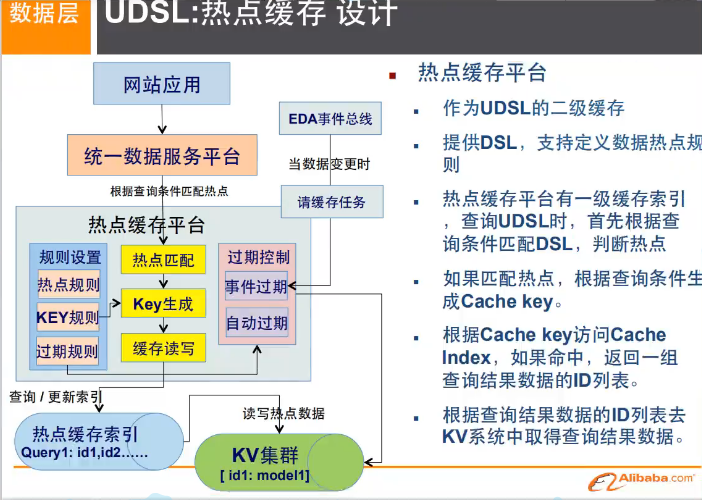 数据层
UDSL:热点缓存 设计
网站应用
EDA事件总线
统一数据服务平台
当数据变更时
根据查询条件匹配热点
请缓存任务
热点缓存平台
规则设置
热点匹配
过期控制
热点规则
事件过期
KEY规则
Key生成
自动过期
过期规则
缓存读写
查询 / 更新索引
读写热点数据
热点缓存索引
Query1: id1,id2……
KV集群
[ id1: model1]
热点缓存平台
作为UDSL的二级缓存
提供DSL，支持定义数据热点规
则
热点缓存平台有一级缓存索引
，查询UDSL时，首先根据查
询条件匹配DSL，判断热点
如果匹配热点，根据查询条件生
成Cache key。
根据Cache key访问Cache
Index，如果命中，返回一组
查询结果数据的ID列表。
根据查询结果数据的ID列表去
KV系统中取得查询结果数据。
Alibaba.com